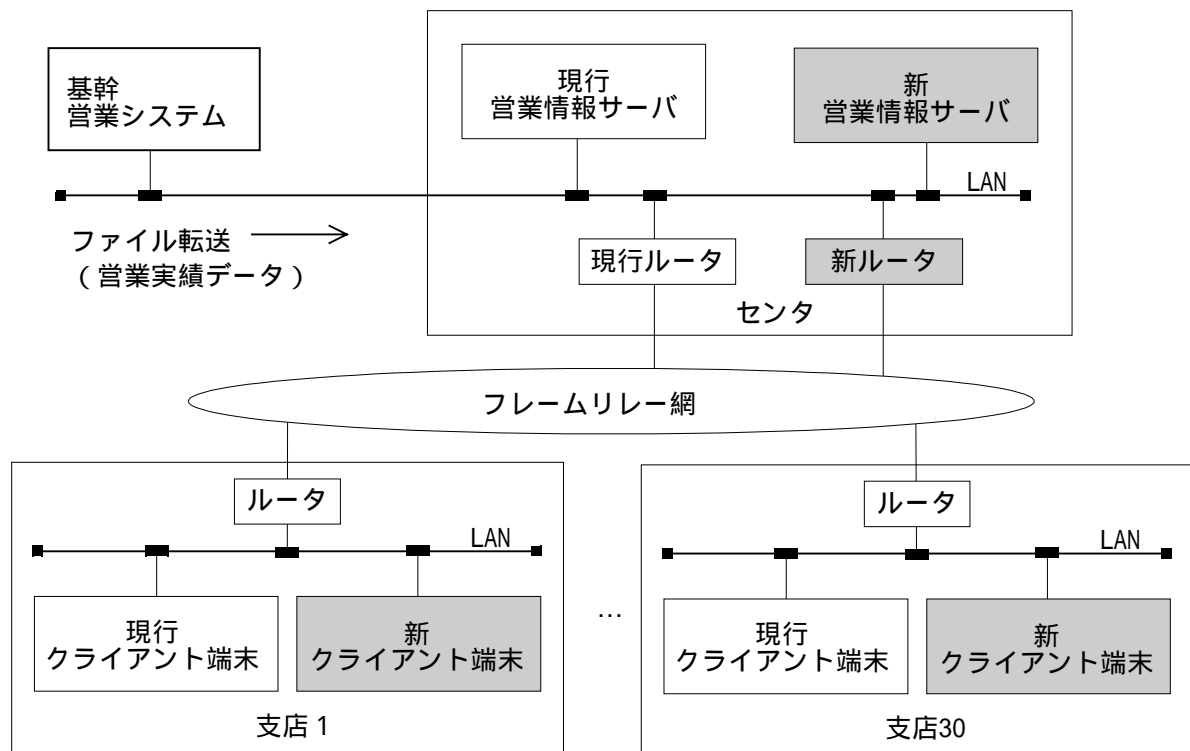 基幹
営業システム
現行
営業情報サーバ
新
営業情報サーバ
LAN
ファイル転送
(営業実績データ)
現行ルータ
新ルータ
センタ
フレームリレー網
ルータ
LAN
現行
クライアント端末
新
クライアント端末
支店1
…
ルータ
LAN
現行
クライアント端末
新
クライアント端末
支店30